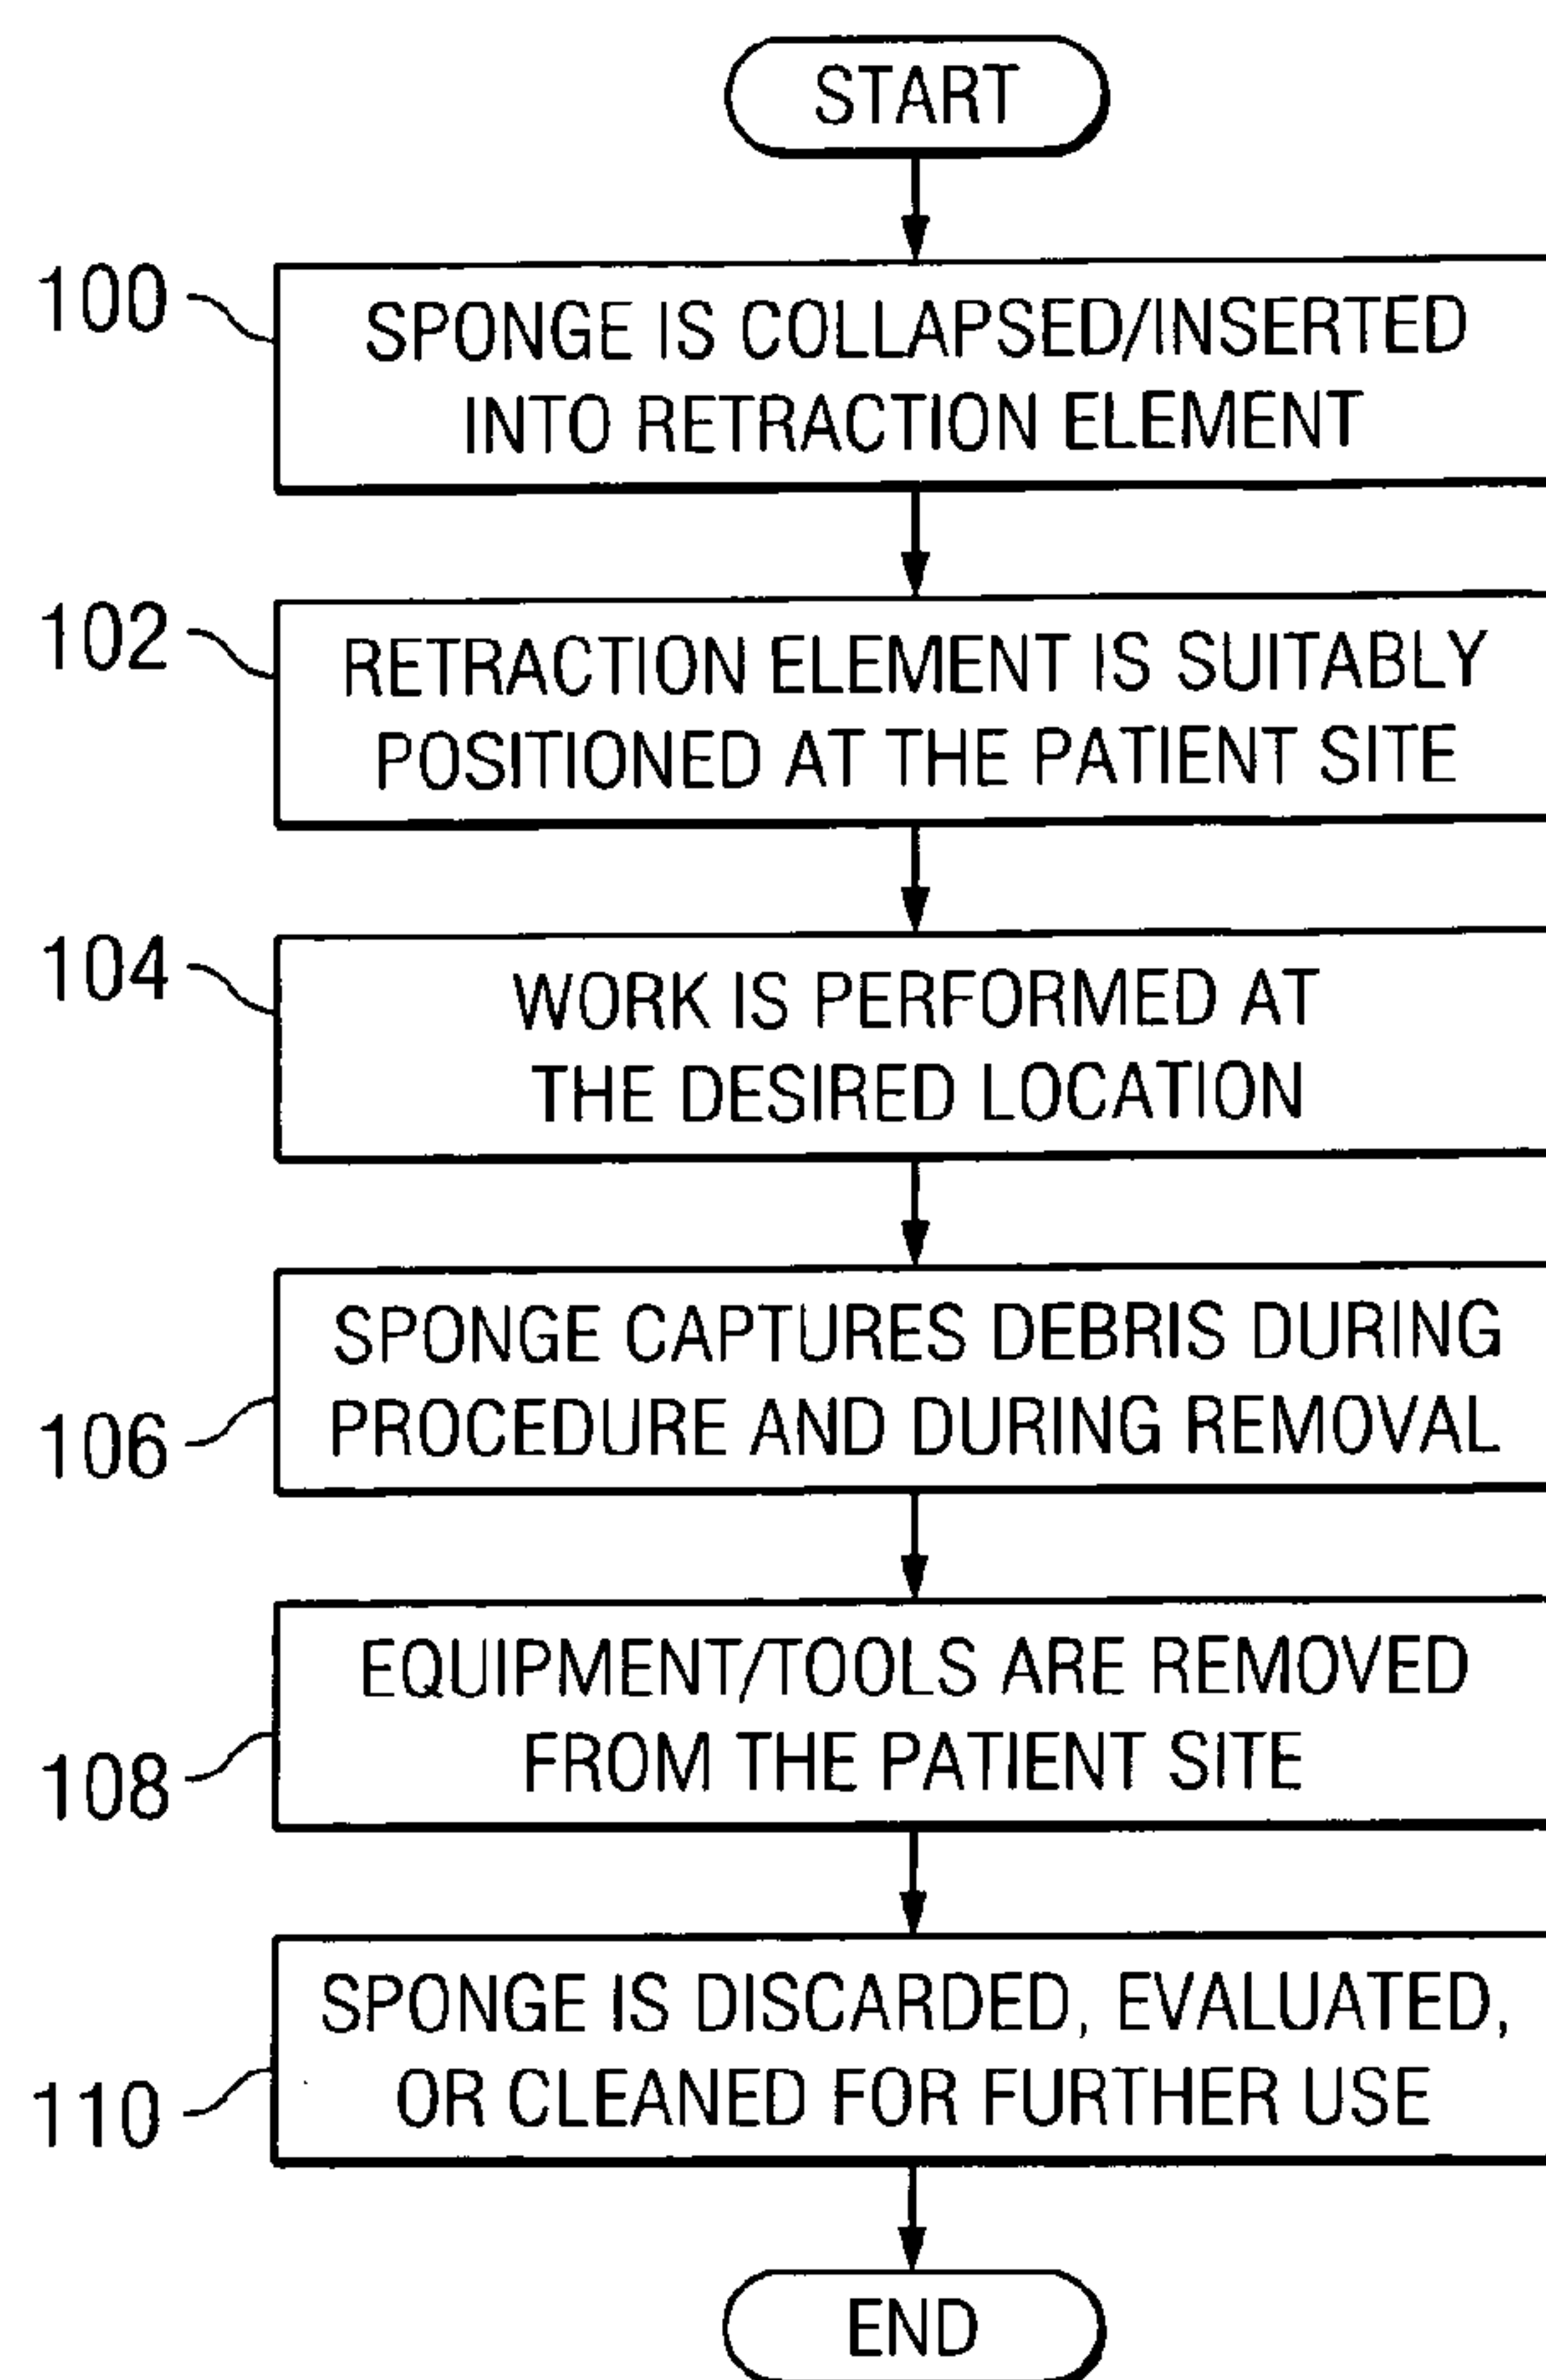 START
100
SPONGE IS COLLAPSED/INSERTED
INTO RETRACTION ELEMENT
102
RETRACTION ELEMENT IS SUITABLY
POSITIONED AT THE PATIENT SITE
104
WORK IS PERFORMED AT
THE DESIRED LOCATION
SPONGE CAPTURES DEBRIS DURING
PROCEDURE AND DURING REMOVAL
106
EQUIPMENT/TOOLS ARE REMOVED
FROM THE PATIENT SITE
108
SPONGE IS DISCARDED, EVALUATED,
OR CLEANED FOR FURTHER USE
110
END